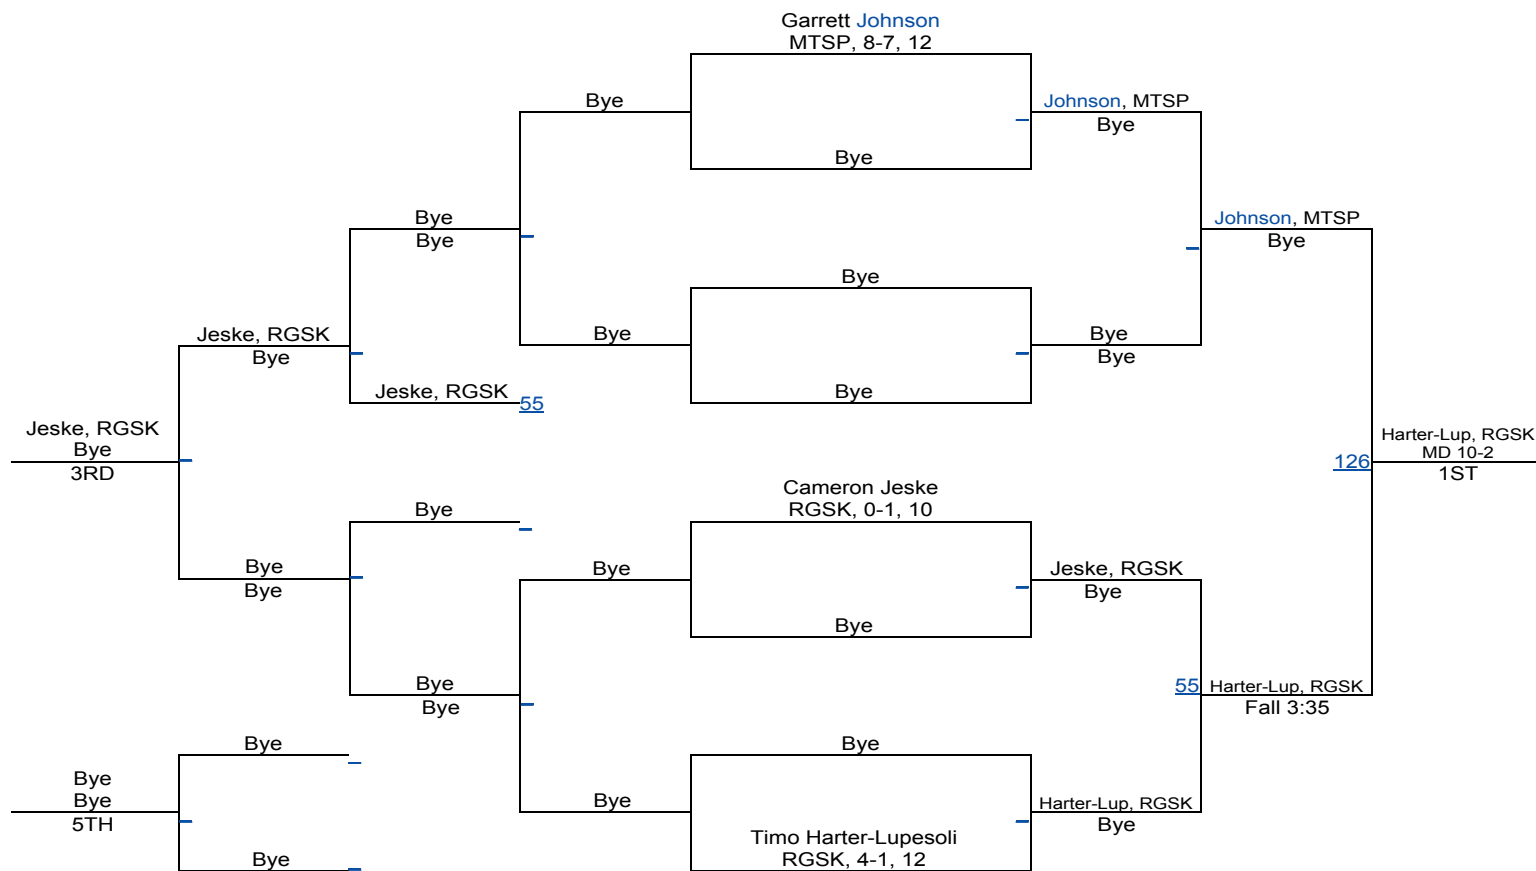 Garrett Johnson
MTSP, 8-7, 12
Bye
Johnson, MTSP
Bye
Bye
Bye
Bye
Johnson, MTSP
Bye
Bye
Jeske, RGSK
Bye
Bye
Bye
Bye
Bye
Jeske, RGSK
55
Jeske, RGSK
Bye
3RD
Harter-Lup, RGSK
MD 10-2
126
1ST
Cameron Jeske
RGSK, 0-1, 10
Bye
Bye
Bye
Bye
Jeske, RGSK
Bye
Bye
Bye
Bye
55
Harter-Lup, RGSK
Fall 3:35
Bye
Bye
Bye
Bye
5TH
Bye
Harter-Lup, RGSK
Bye
Timo Harter-Lupesoli
RGSK, 4-1, 12
Bye